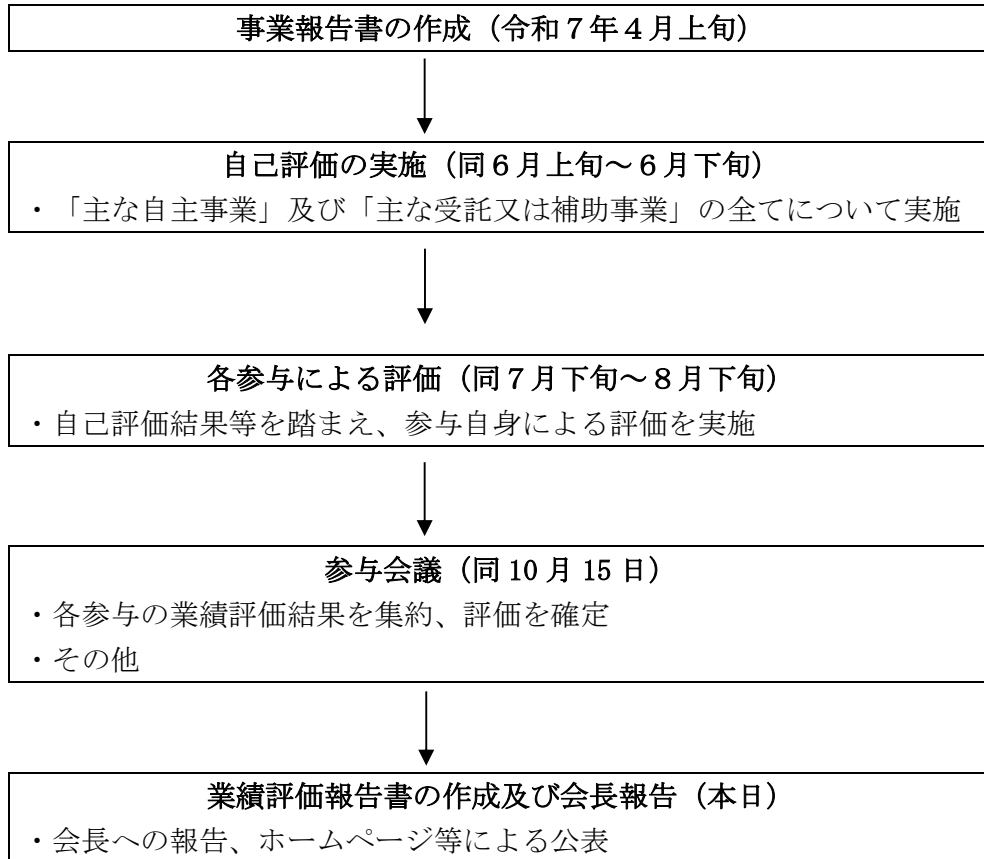 事業報告書の作成（令和７年４月上旬）
自己評価の実施（同６月上旬～６月下旬）
・「主な自主事業」及び「主な受託又は補助事業」の全てについて実施
各参与による評価（同７月下旬～８月下旬）
・自己評価結果等を踏まえ、参与自身による評価を実施
参与会議（同 10 月 15 日）
・各参与の業績評価結果を集約、評価を確定
・その他
業績評価報告書の作成及び会長報告（本日）
・会長への報告、ホームページ等による公表